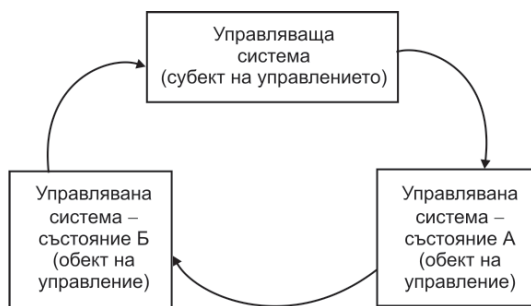 Управляваща
система
(субект на управлението)
Управлявана
система –
състояние Б
(обект на
управление)
Управлявана
система –
състояние А
(обект на
управление)